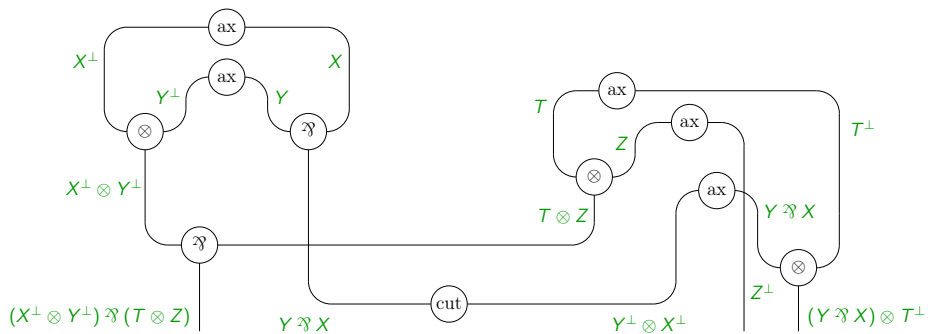 ax
X⊥ X
ax
T ax
Y⊥ Y
ax
⊗ ⅋ T⊥
Z
⊗
X⊥ ⊗ Y⊥ ax
T ⊗ Z Y ⅋ X
⅋
⊗
Z⊥
cut
(X⊥ ⊗ Y⊥) ⅋ (T ⊗ Z) Y ⅋ X Y⊥ ⊗ X⊥ (Y ⅋ X) ⊗ T⊥